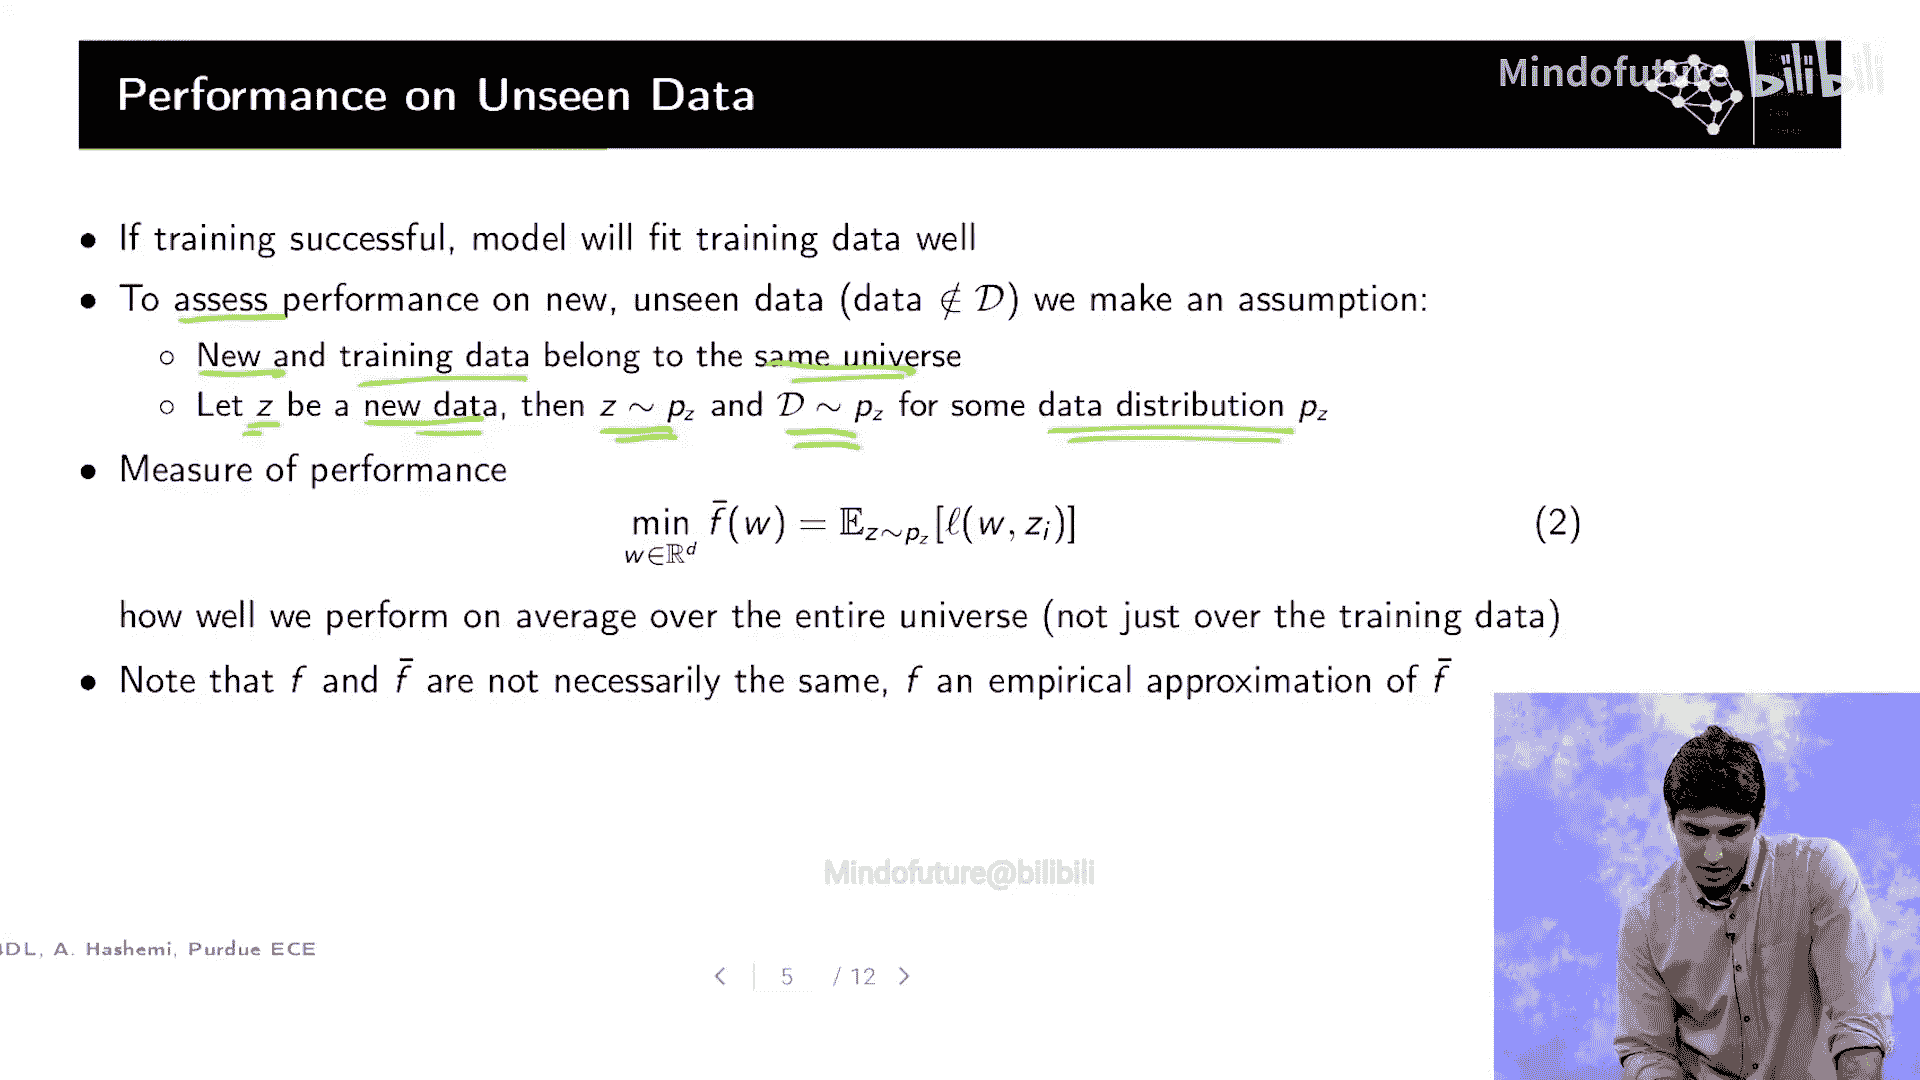 Performance on Unseen Data
Mindofuture bilibili
• If training successful, model will fit training data well
• To assess performance on new, unseen data (data ∉ 𝒟) we make an assumption:
○ New and training data belong to the same universe
○ Let z be a new data, then z ∼ p_z and 𝒟 ∼ p_z for some data distribution p_z
• Measure of performance
min_{w∈ℝ^d} f̄(w) = 𝔼_{z∼p_z}[ℓ(w, z_i)] (2)
how well we perform on average over the entire universe (not just over the training data)
• Note that f and f̄ are not necessarily the same, f an empirical approximation of f̄
Mindofuture@bilibili
DL, A. Hashemi, Purdue ECE
< 5 / 12 >